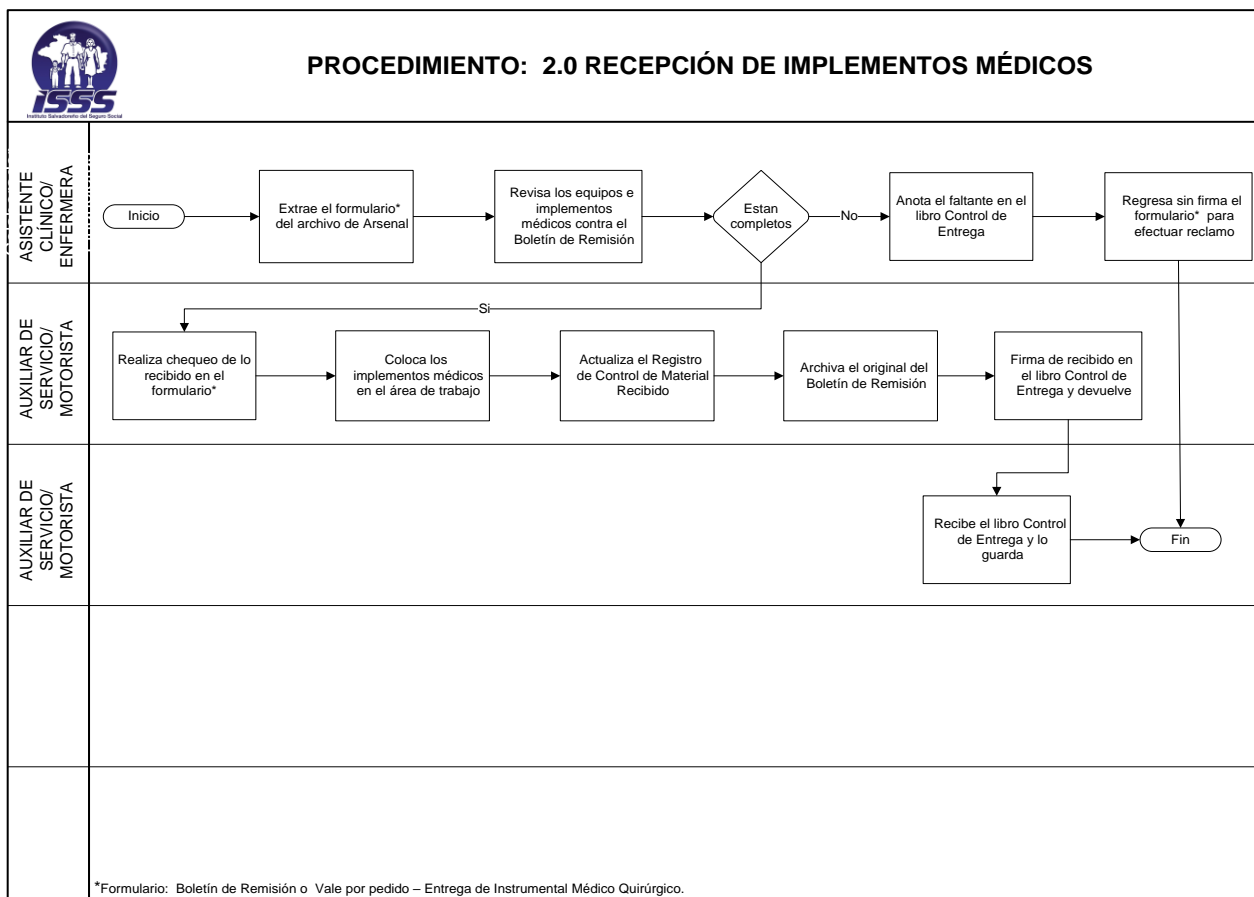 PROCEDIMIENTO: 2.0 RECEPCIÓN DE IMPLEMENTOS MÉDICOS
ISSS
Instituto Salvadoreño del Seguro Social
ASISTENTE
CLÍNICO/
ENFERMERA
Inicio
Extrae el formulario*
del archivo de Arsenal
Revisa los equipos e
implementos
médicos contra el
Boletín de Remisión
Estan
completos
No
Anota el faltante en el
libro Control de
Entrega
Regresa sin firma el
formulario* para
efectuar reclamo
Si
AUXILIAR DE
SERVICIO/
MOTORISTA
Realiza chequeo de lo
recibido en el
formulario*
Coloca los
implementos médicos
en el área de trabajo
Actualiza el Registro
de Control de Material
Recibido
Archiva el original del
Boletín de Remisión
Firma de recibido en
el libro Control de
Entrega y devuelve
AUXILIAR DE
SERVICIO/
MOTORISTA
Recibe el libro Control
de Entrega y lo
guarda
Fin
*Formulario: Boletín de Remisión o Vale por pedido – Entrega de Instrumental Médico Quirúrgico.